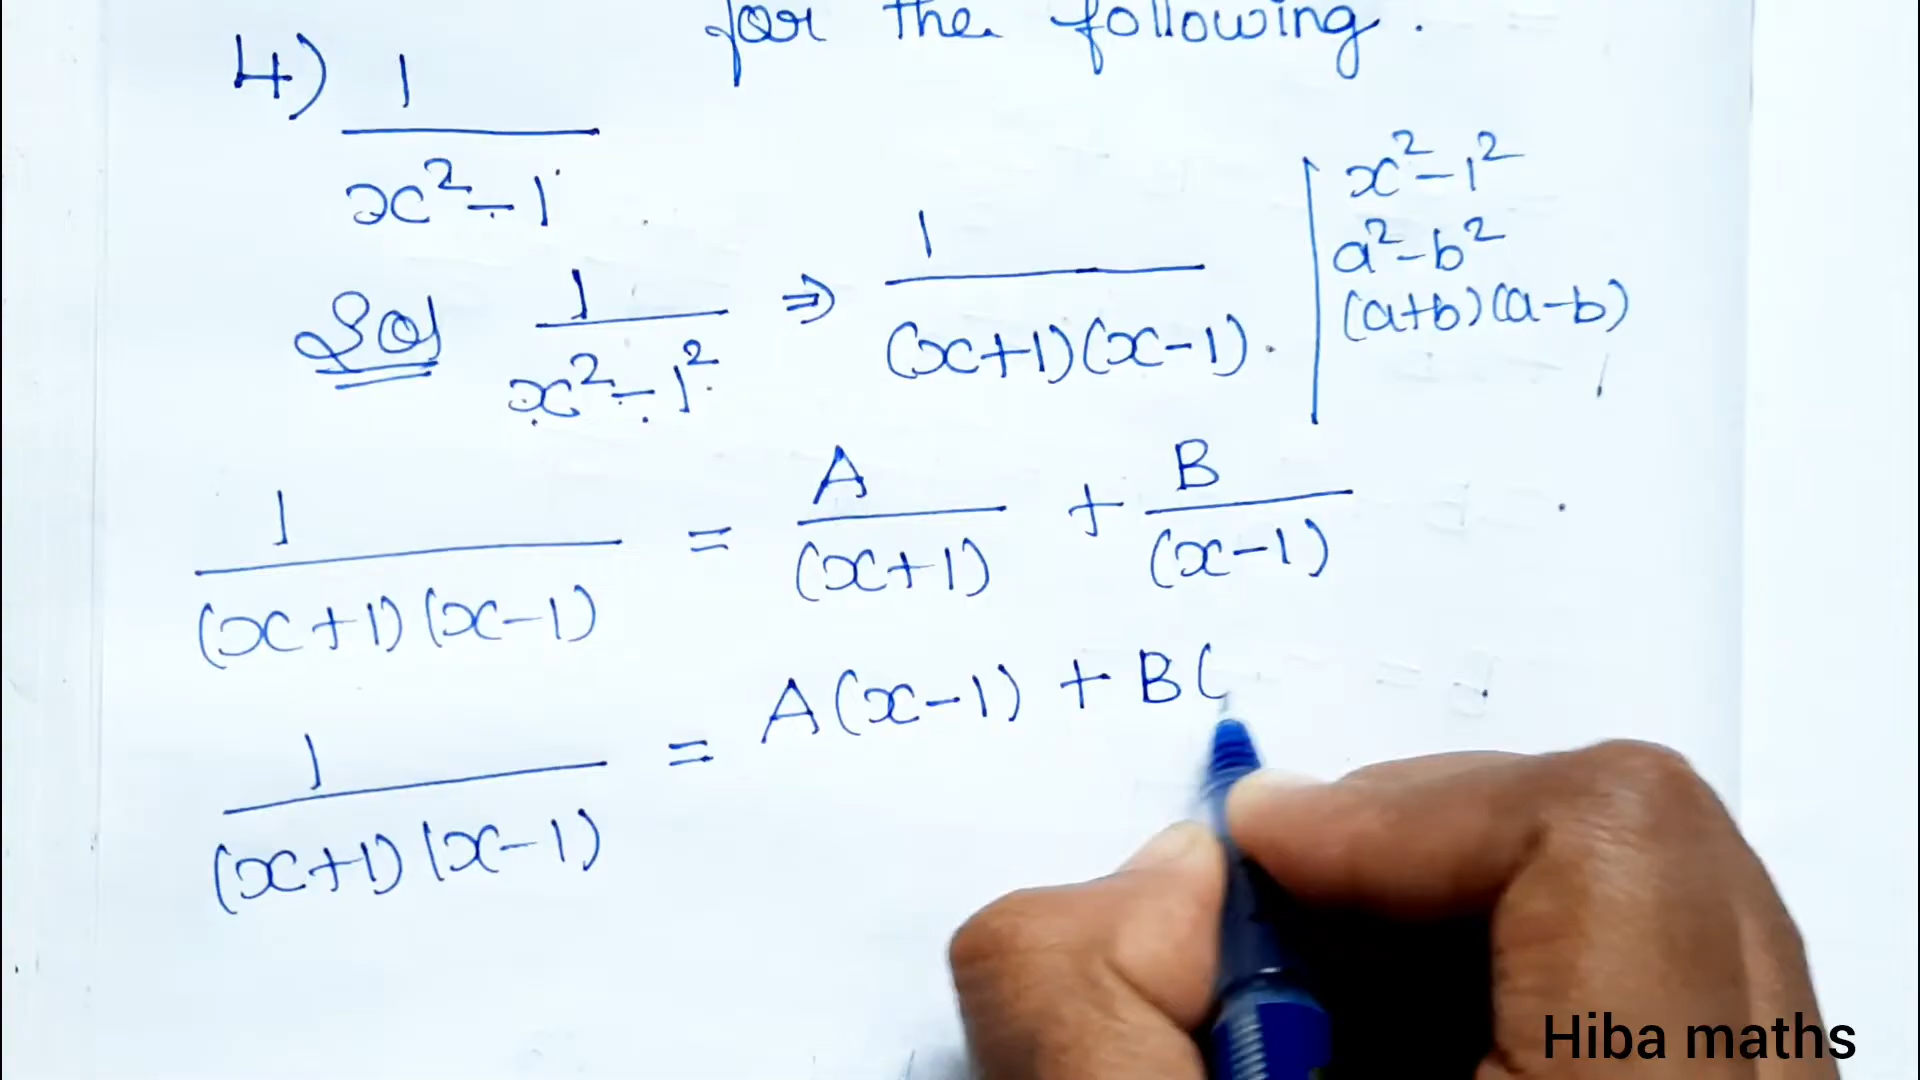 for the following.
4) 1/(x²-1)
Sol 1/(x²-1²) ⇒ 1/((x+1)(x-1)).
x²-1²
a²-b²
(a+b)(a-b)
1/((x+1)(x-1)) = A/(x+1) + B/(x-1)
1/((x+1)(x-1)) = A(x-1) + B(
Hiba maths